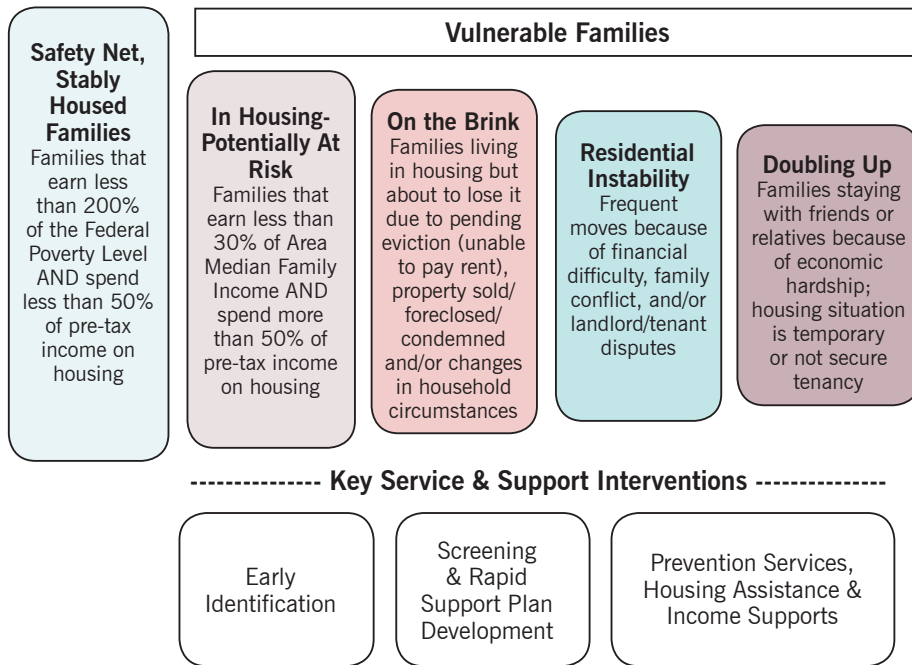 Vulnerable Families
Safety Net,
Stably
Housed
Families
Families that
earn less
than 200%
of the Federal
Poverty Level
AND spend
less than 50%
of pre-tax
income on
housing
In Housing-
Potentially At
Risk
Families that
earn less than
30% of Area
Median Family
Income AND
spend more
than 50% of
pre-tax income
on housing
On the Brink
Families living
in housing but
about to lose it
due to pending
eviction (unable
to pay rent),
property sold/
foreclosed/
condemned
and/or changes
in household
circumstances
Residential
Instability
Frequent
moves because
of financial
difficulty, family
conflict, and/or
landlord/tenant
disputes
Doubling Up
Families staying
with friends or
relatives because
of economic
hardship;
housing situation
is temporary
or not secure
tenancy
Key Service & Support Interventions
Early
Identification
Screening
& Rapid
Support Plan
Development
Prevention Services,
Housing Assistance &
Income Supports